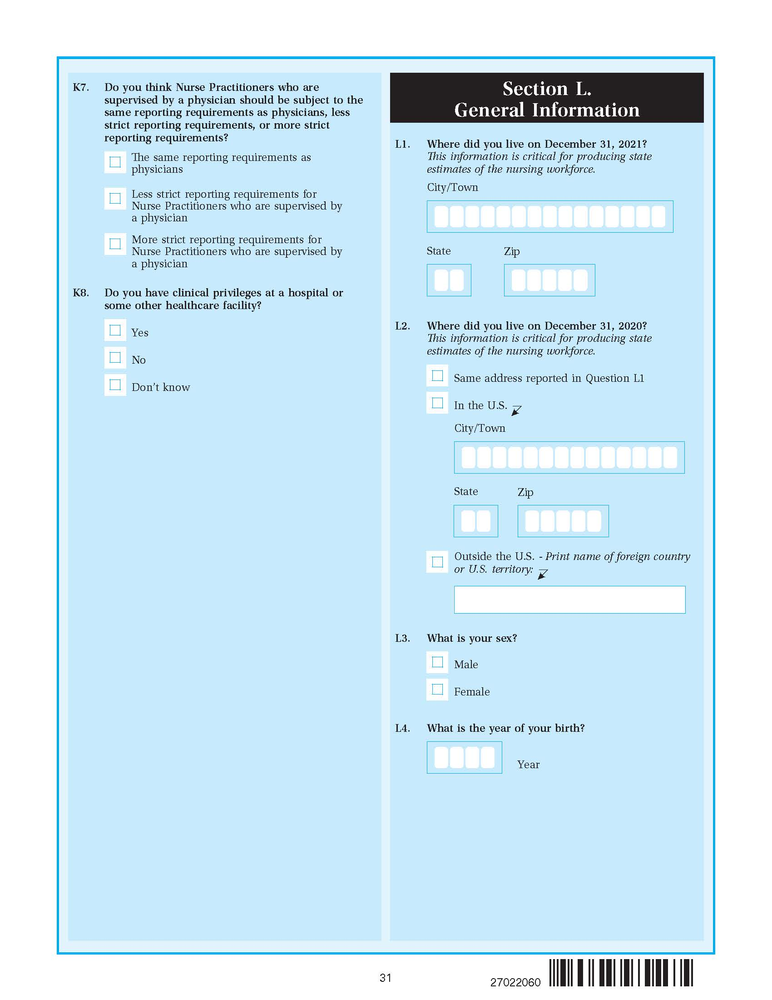 K7. Do you think Nurse Practitioners who are
supervised by a physician should be subject to the
same reporting requirements as physicians, less
strict reporting requirements, or more strict
reporting requirements?
The same reporting requirements as
physicians
Less strict reporting requirements for
Nurse Practitioners who are supervised by
a physician
More strict reporting requirements for
Nurse Practitioners who are supervised by
a physician
K8. Do you have clinical privileges at a hospital or
some other healthcare facility?
Yes
No
Don't know
Section L.
General Information
L1. Where did you live on December 31, 2021?
This information is critical for producing state
estimates of the nursing workforce.
City/Town
State Zip
L2. Where did you live on December 31, 2020?
This information is critical for producing state
estimates of the nursing workforce.
Same address reported in Question L1
In the U.S.
City/Town
State Zip
Outside the U.S. - Print name of foreign country
or U.S. territory:
L3. What is your sex?
Male
Female
L4. What is the year of your birth?
Year
31
27022060